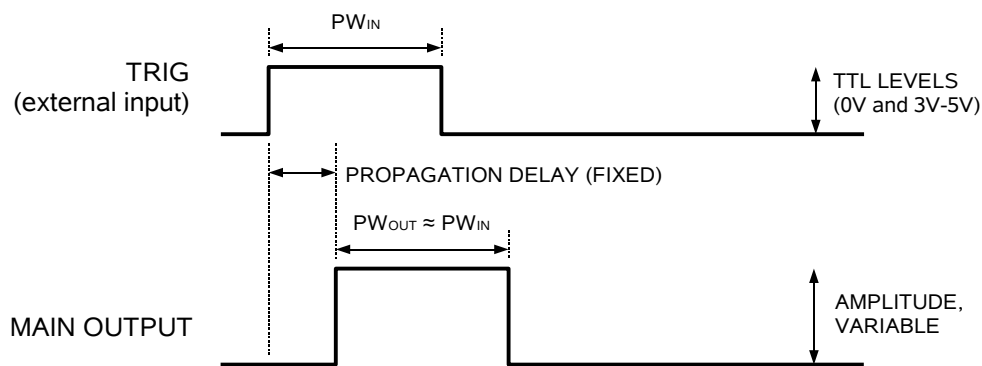 PWIN
TRIG
(external input)
TTL LEVELS
(0V and 3V-5V)
PROPAGATION DELAY (FIXED)
PWOUT ≈ PWIN
MAIN OUTPUT
AMPLITUDE,
VARIABLE